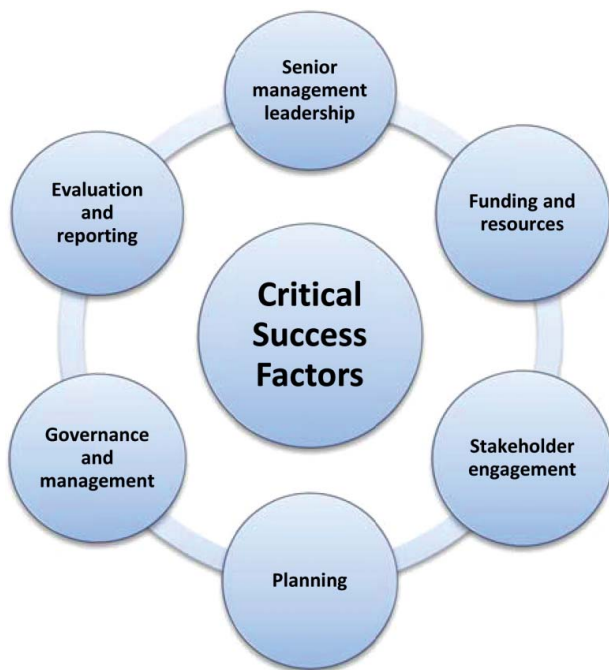 Senior
management
leadership
Evaluation
and
reporting
Funding and
resources
Critical
Success
Factors
Governance
and
management
Stakeholder
engagement
Planning